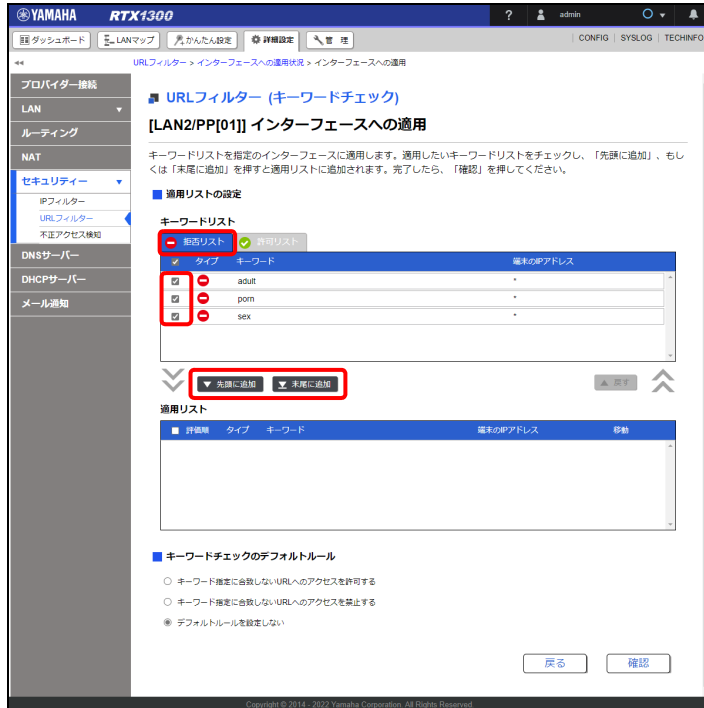 YAMAHA RTX1300 ? admin
ダッシュボード LANマップ かんたん設定 詳細設定 管 理 CONFIG SYSLOG TECHINFO
URLフィルター > インターフェースへの適用状況 > インターフェースへの適用
プロバイダー接続
LAN
ルーティング
NAT
セキュリティー
IPフィルター
URLフィルター
不正アクセス検知
DNSサーバー
DHCPサーバー
メール通知
URLフィルター (キーワードチェック)
[LAN2/PP[01]] インターフェースへの適用
キーワードリストを指定のインターフェースに適用します。適用したいキーワードリストをチェックし、「先頭に追加」、もし
くは「末尾に追加」を押すと適用リストに追加されます。完了したら、「確認」を押してください。
適用リストの設定
キーワードリスト
拒否リスト 許可リスト
タイプ キーワード 端末のIPアドレス
adult *
porn *
sex *
先頭に追加 末尾に追加 戻す
適用リスト
評価順 タイプ キーワード 端末のIPアドレス 移動
キーワードチェックのデフォルトルール
キーワード指定に合致しないURLへのアクセスを許可する
キーワード指定に合致しないURLへのアクセスを禁止する
デフォルトルールを設定しない
戻る 確認
Copyright © 2014 - 2022 Yamaha Corporation. All Rights Reserved.